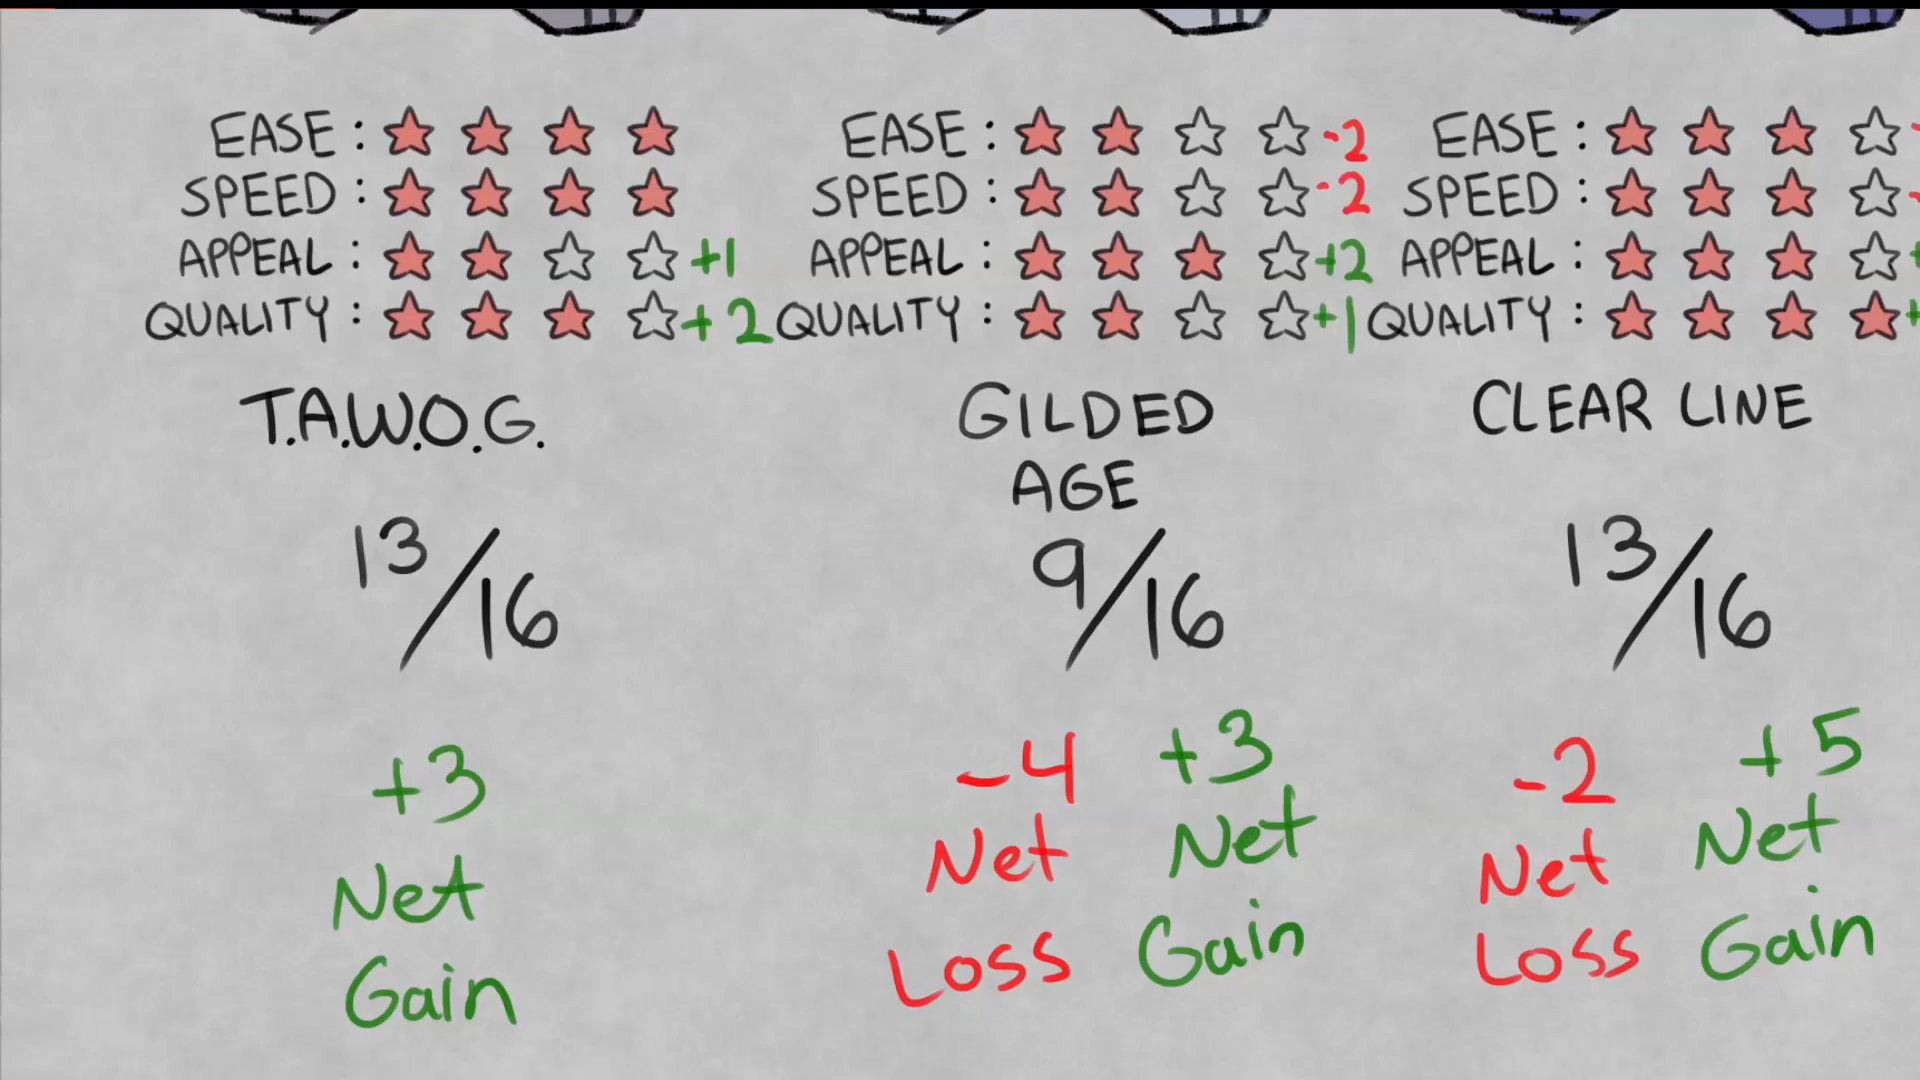 EASE :
SPEED :
APPEAL : +1
QUALITY : +2
T.A.W.O.G.
13/16
+3
Net
Gain
EASE : -2
SPEED : -2
APPEAL : +2
QUALITY : +1
GILDED
AGE
9/16
-4
Net
Loss
+3
Net
Gain
EASE :
SPEED :
APPEAL :
QUALITY :
CLEAR LINE
13/16
-2
Net
Loss
+5
Net
Gain